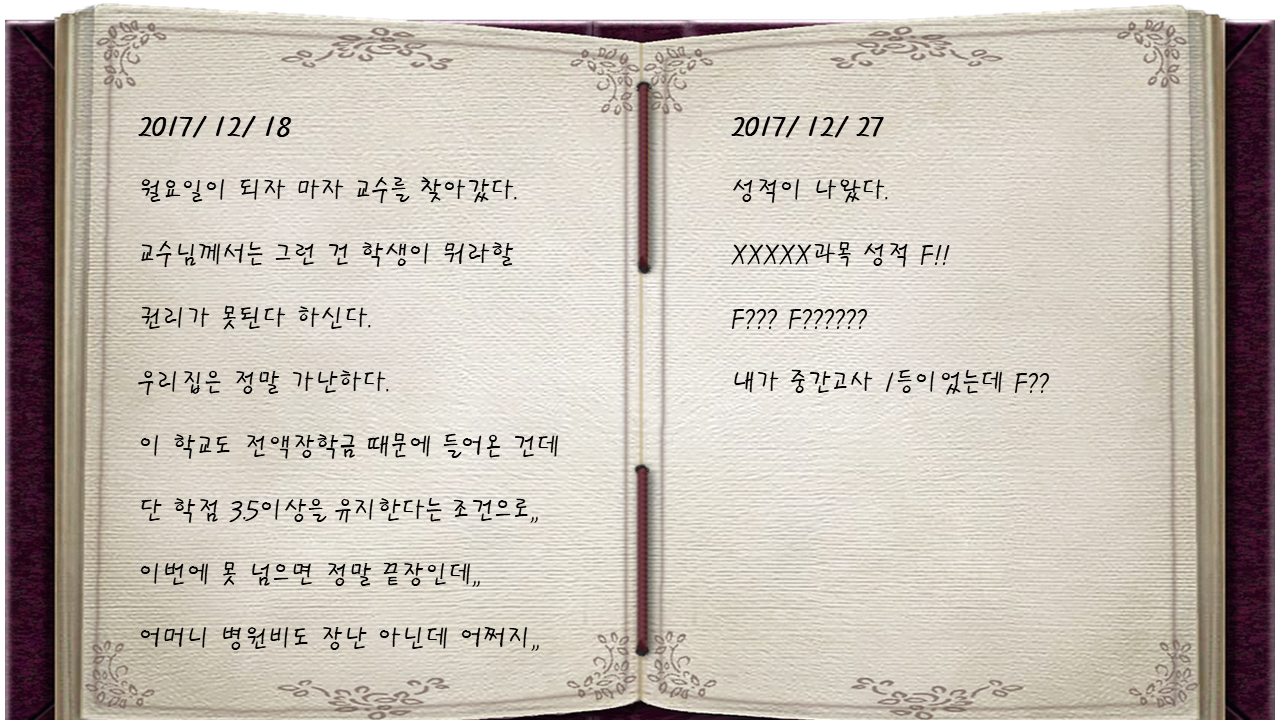 2017/ 12/ 18
월요일이 되자 마자 교수를 찾아갔다.
교수님께서는 그런 건 학생이 뭐라할
권리가 못된다 하신다.
우리집은 정말 가난하다.
이 학교도 전액장학금 때문에 들어온 건데
단 학점 3.5이상을 유지한다는 조건으로,,
이번에 못 넘으면 정말 끝장인데,,
어머니 병원비도 장난 아닌데 어쩌지,,
2017/ 12/ 27
성적이 나왔다.
XXXXX과목 성적 F!!
F??? F??????
내가 중간고사 1등이었는데 F??